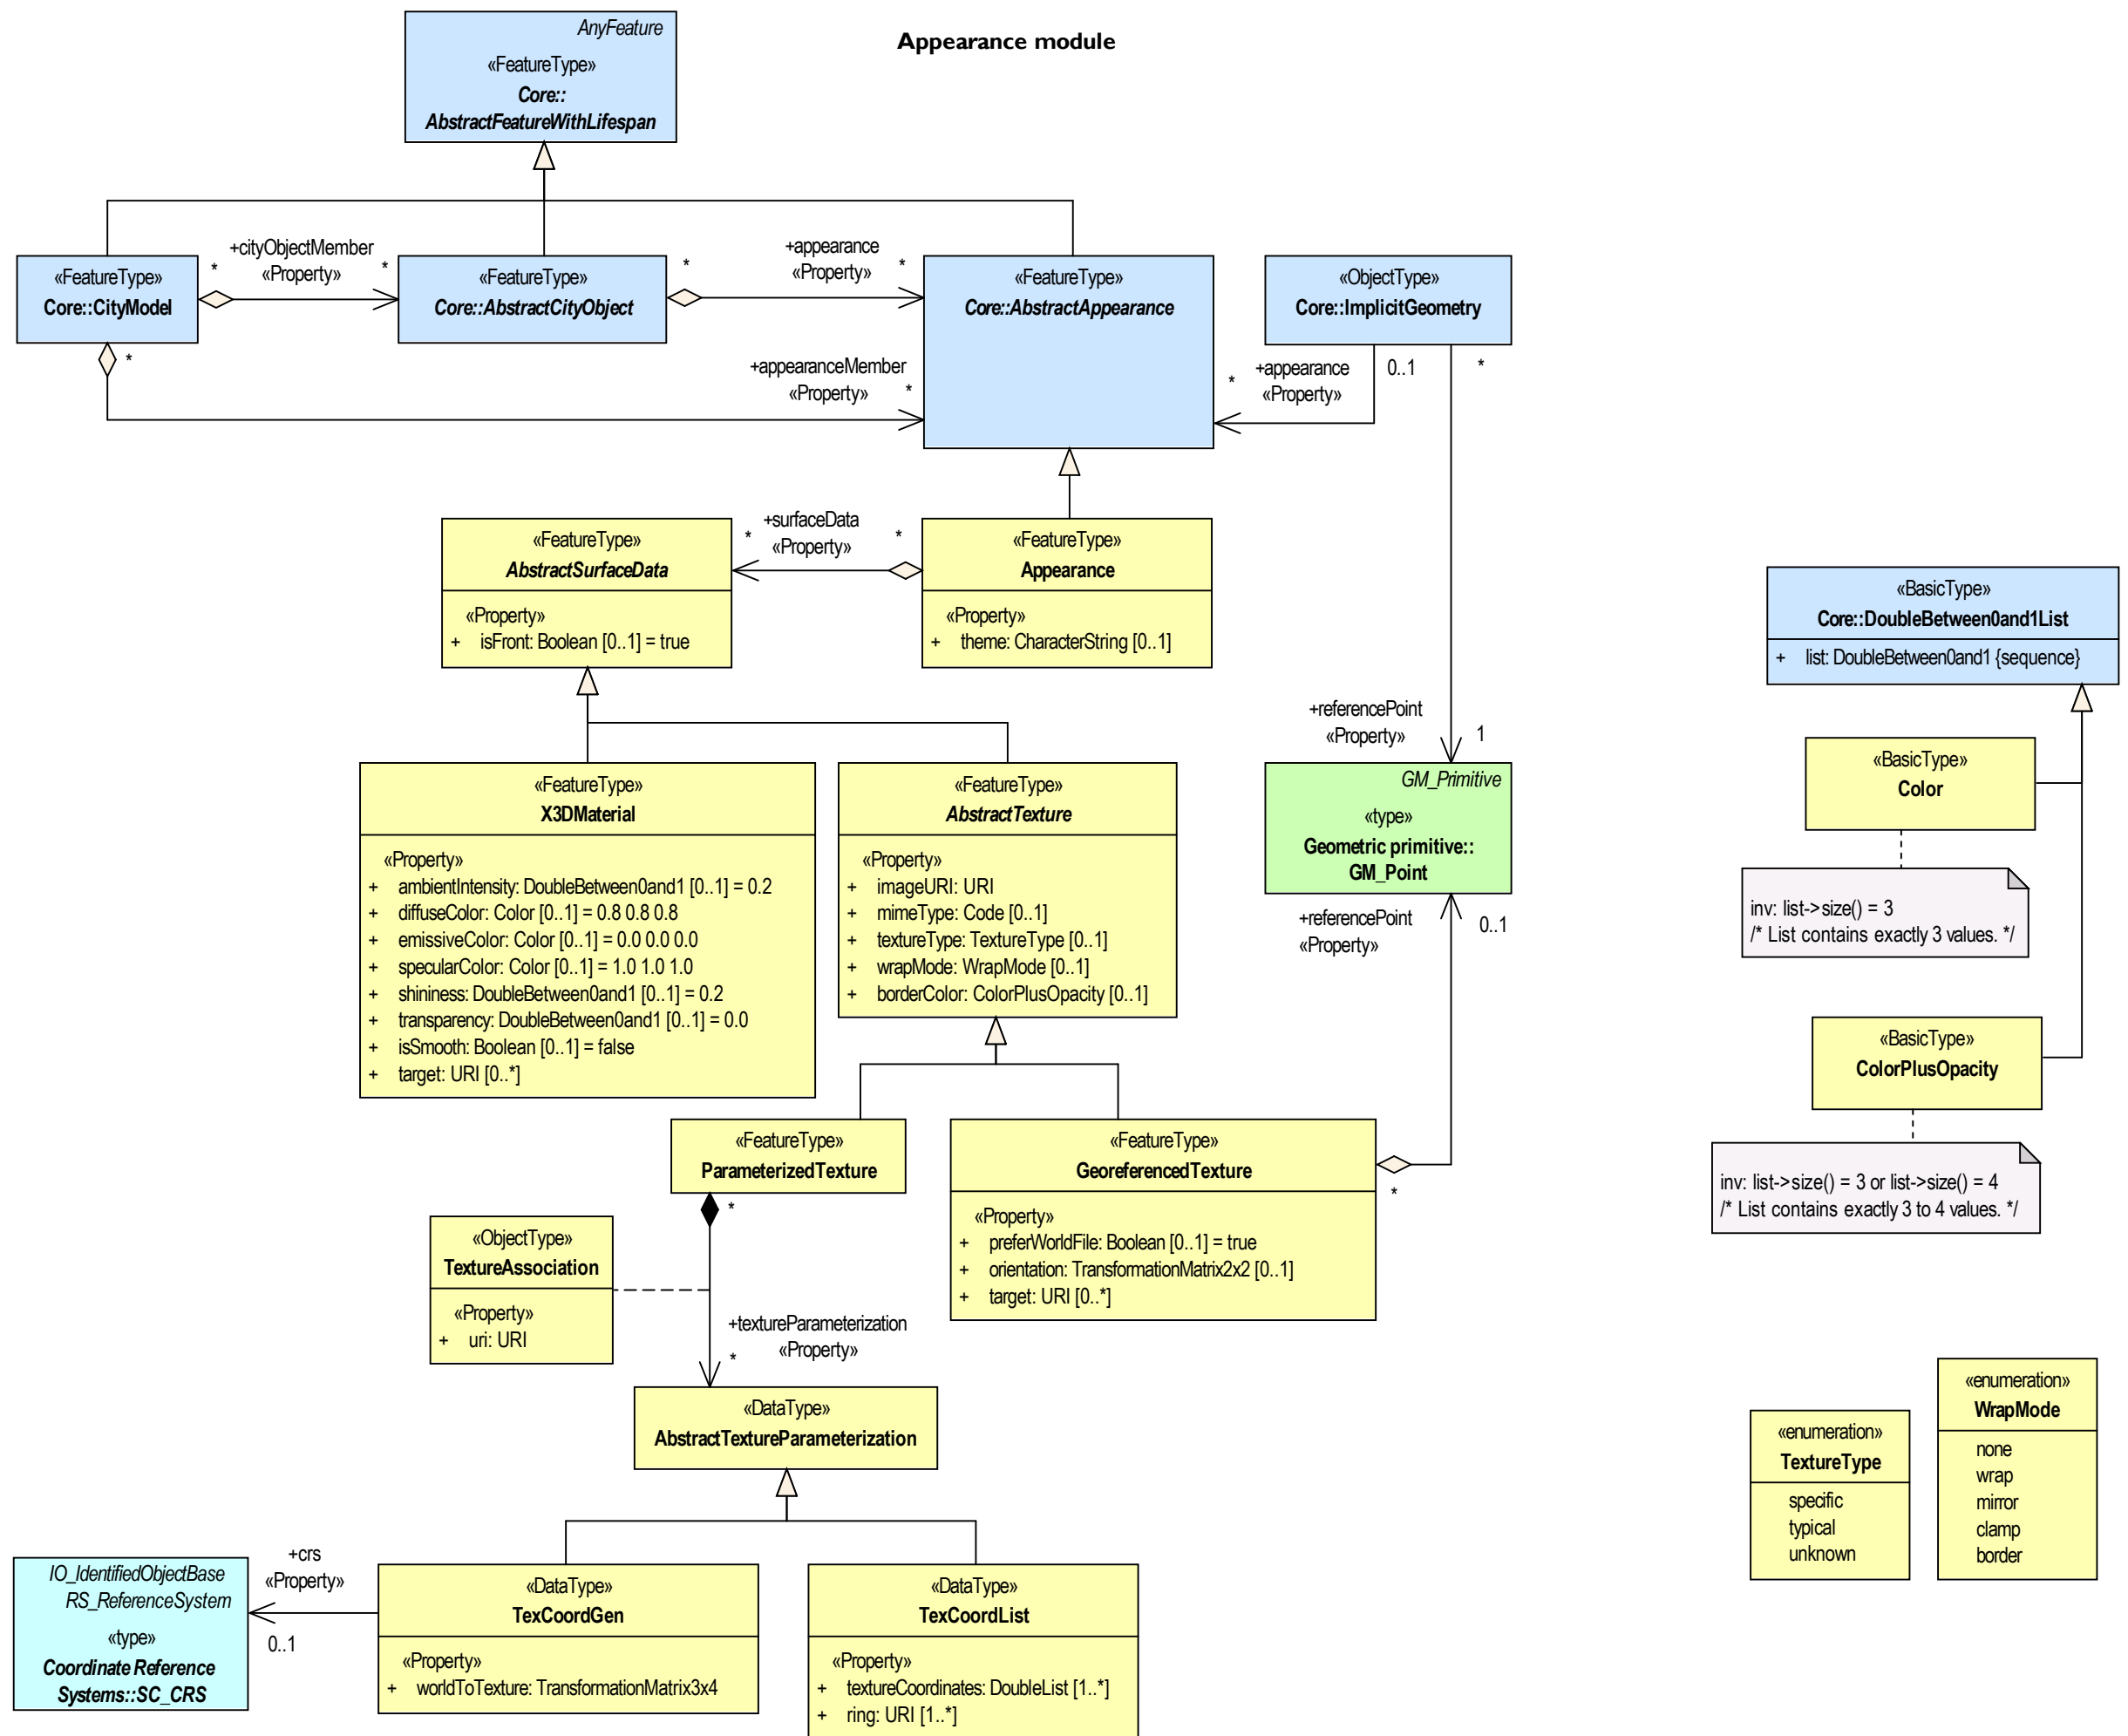 Appearance module
AnyFeature
«FeatureType»
Core::
AbstractFeatureWithLifespan
«FeatureType»
Core::CityModel
*
+cityObjectMember
«Property»
*
«FeatureType»
Core::AbstractCityObject
*
+appearance
«Property»
*
«FeatureType»
Core::AbstractAppearance
«ObjectType»
Core::ImplicitGeometry
*
+appearanceMember
«Property»
*
*
+appearance
«Property»
0..1
*
«FeatureType»
AbstractSurfaceData
«Property»
+ isFront: Boolean [0..1] = true
*
+surfaceData
«Property»
*
«FeatureType»
Appearance
«Property»
+ theme: CharacterString [0..1]
«BasicType»
Core::DoubleBetween0and1List
+ list: DoubleBetween0and1 {sequence}
+referencePoint
«Property»
1
«FeatureType»
X3DMaterial
«Property»
+ ambientIntensity: DoubleBetween0and1 [0..1] = 0.2
+ diffuseColor: Color [0..1] = 0.8 0.8 0.8
+ emissiveColor: Color [0..1] = 0.0 0.0 0.0
+ specularColor: Color [0..1] = 1.0 1.0 1.0
+ shininess: DoubleBetween0and1 [0..1] = 0.2
+ transparency: DoubleBetween0and1 [0..1] = 0.0
+ isSmooth: Boolean [0..1] = false
+ target: URI [0..*]
«FeatureType»
AbstractTexture
«Property»
+ imageURI: URI
+ mimeType: Code [0..1]
+ textureType: TextureType [0..1]
+ wrapMode: WrapMode [0..1]
+ borderColor: ColorPlusOpacity [0..1]
GM_Primitive
«type»
Geometric primitive::
GM_Point
+referencePoint
«Property»
0..1
«BasicType»
Color
inv: list->size() = 3
/* List contains exactly 3 values. */
«BasicType»
ColorPlusOpacity
inv: list->size() = 3 or list->size() = 4
/* List contains exactly 3 to 4 values. */
«FeatureType»
ParameterizedTexture
*
«FeatureType»
GeoreferencedTexture
«Property»
+ preferWorldFile: Boolean [0..1] = true
+ orientation: TransformationMatrix2x2 [0..1]
+ target: URI [0..*]
*
«ObjectType»
TextureAssociation
«Property»
+ uri: URI
+textureParameterization
«Property»
*
«DataType»
AbstractTextureParameterization
«enumeration»
TextureType
specific
typical
unknown
«enumeration»
WrapMode
none
wrap
mirror
clamp
border
IO_IdentifiedObjectBase
RS_ReferenceSystem
«type»
Coordinate Reference
Systems::SC_CRS
+crs
«Property»
0..1
«DataType»
TexCoordGen
«Property»
+ worldToTexture: TransformationMatrix3x4
«DataType»
TexCoordList
«Property»
+ textureCoordinates: DoubleList [1..*]
+ ring: URI [1..*]